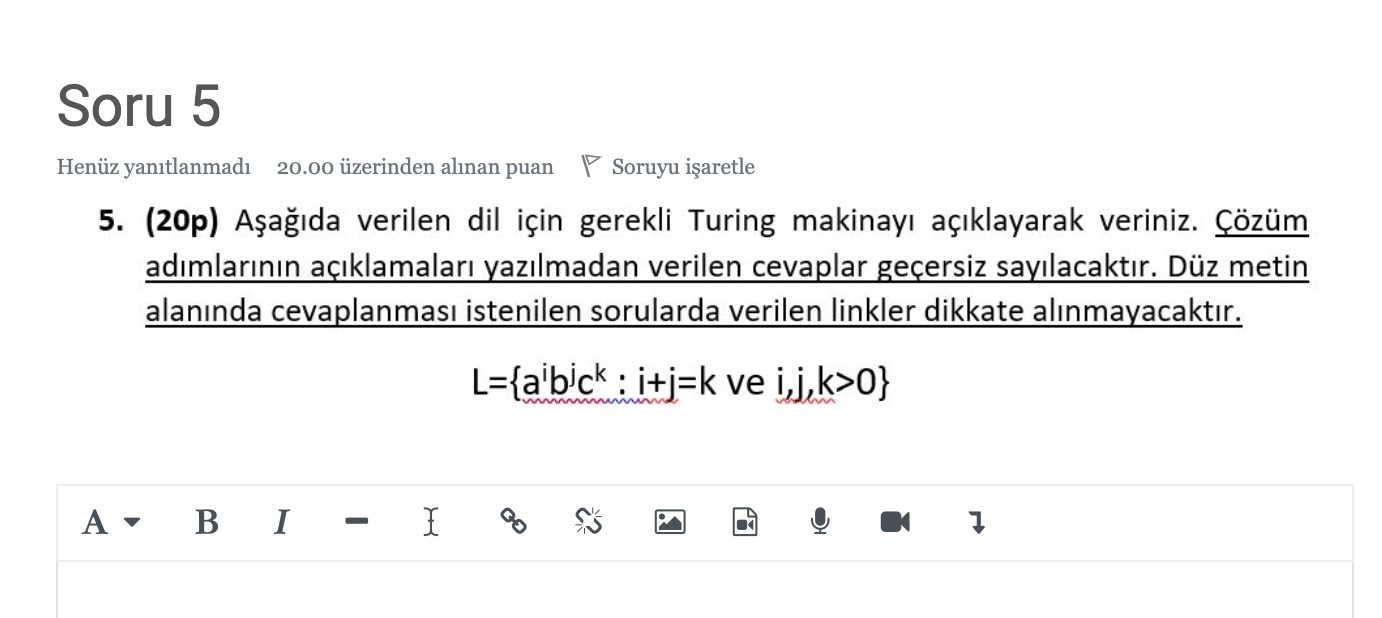 Soru 5
Henüz yanıtlanmadı 20.00 üzerinden alınan puan Soruyu işaretle
5. (20p) Aşağıda verilen dil için gerekli Turing makinayı açıklayarak veriniz. Çözüm
adımlarının açıklamaları yazılmadan verilen cevaplar geçersiz sayılacaktır. Düz metin
alanında cevaplanması istenilen sorularda verilen linkler dikkate alınmayacaktır.
L={aⁱbʲcᵏ : i+j=k ve i,j,k>0}
A B I